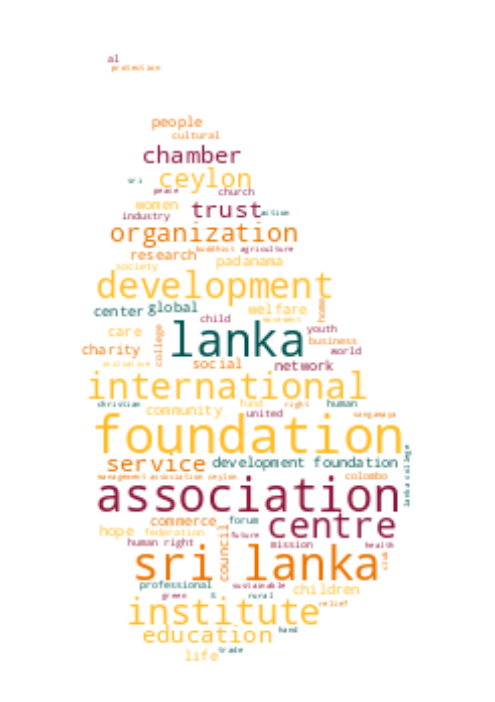 al
protection
people
cultural
chamber
sri ceylon
peace church
women trust action
industry
organization
buddhist agriculture
research padanama
society
development
center global welfare home
child movement
care college lanka youth
business
charity social world
network
initiative
international
christian fund right human
community united sangamaya
foundation
service development foundation lanka college
management association ceylon colombo
association
commerce forum centre
hope federation future
human right council mission health
sri lanka club
professional sustainable children
green & rural
institute relief
education hand
life trade